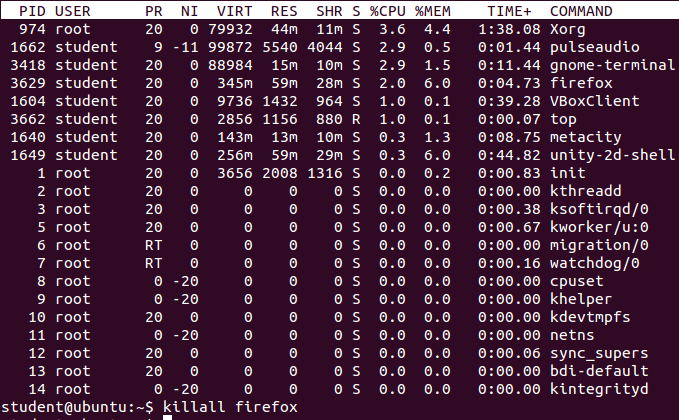 PID USER PR NI VIRT RES SHR S %CPU %MEM TIME+ COMMAND
974 root 20 0 79932 44m 11m S 3.6 4.4 1:38.08 Xorg
1662 student 9 -11 99872 5540 4044 S 2.9 0.5 0:01.44 pulseaudio
3418 student 20 0 88984 15m 10m S 2.9 1.5 0:11.44 gnome-terminal
3629 student 20 0 345m 59m 28m S 2.0 6.0 0:04.73 firefox
1604 student 20 0 9736 1432 964 S 1.0 0.1 0:39.28 VBoxClient
3662 student 20 0 2856 1156 880 R 1.0 0.1 0:00.07 top
1640 student 20 0 143m 13m 10m S 0.3 1.3 0:08.75 metacity
1649 student 20 0 256m 59m 29m S 0.3 6.0 0:44.82 unity-2d-shell
1 root 20 0 3656 2008 1316 S 0.0 0.2 0:00.83 init
2 root 20 0 0 0 0 S 0.0 0.0 0:00.00 kthreadd
3 root 20 0 0 0 0 S 0.0 0.0 0:00.38 ksoftirqd/0
5 root 20 0 0 0 0 S 0.0 0.0 0:00.67 kworker/u:0
6 root RT 0 0 0 0 S 0.0 0.0 0:00.00 migration/0
7 root RT 0 0 0 0 S 0.0 0.0 0:00.16 watchdog/0
8 root 0 -20 0 0 0 S 0.0 0.0 0:00.00 cpuset
9 root 0 -20 0 0 0 S 0.0 0.0 0:00.00 khelper
10 root 20 0 0 0 0 S 0.0 0.0 0:00.00 kdevtmpfs
11 root 0 -20 0 0 0 S 0.0 0.0 0:00.00 netns
12 root 20 0 0 0 0 S 0.0 0.0 0:00.06 sync_supers
13 root 20 0 0 0 0 S 0.0 0.0 0:00.00 bdi-default
14 root 0 -20 0 0 0 S 0.0 0.0 0:00.00 kintegrityd
student@ubuntu:~$ killall firefox